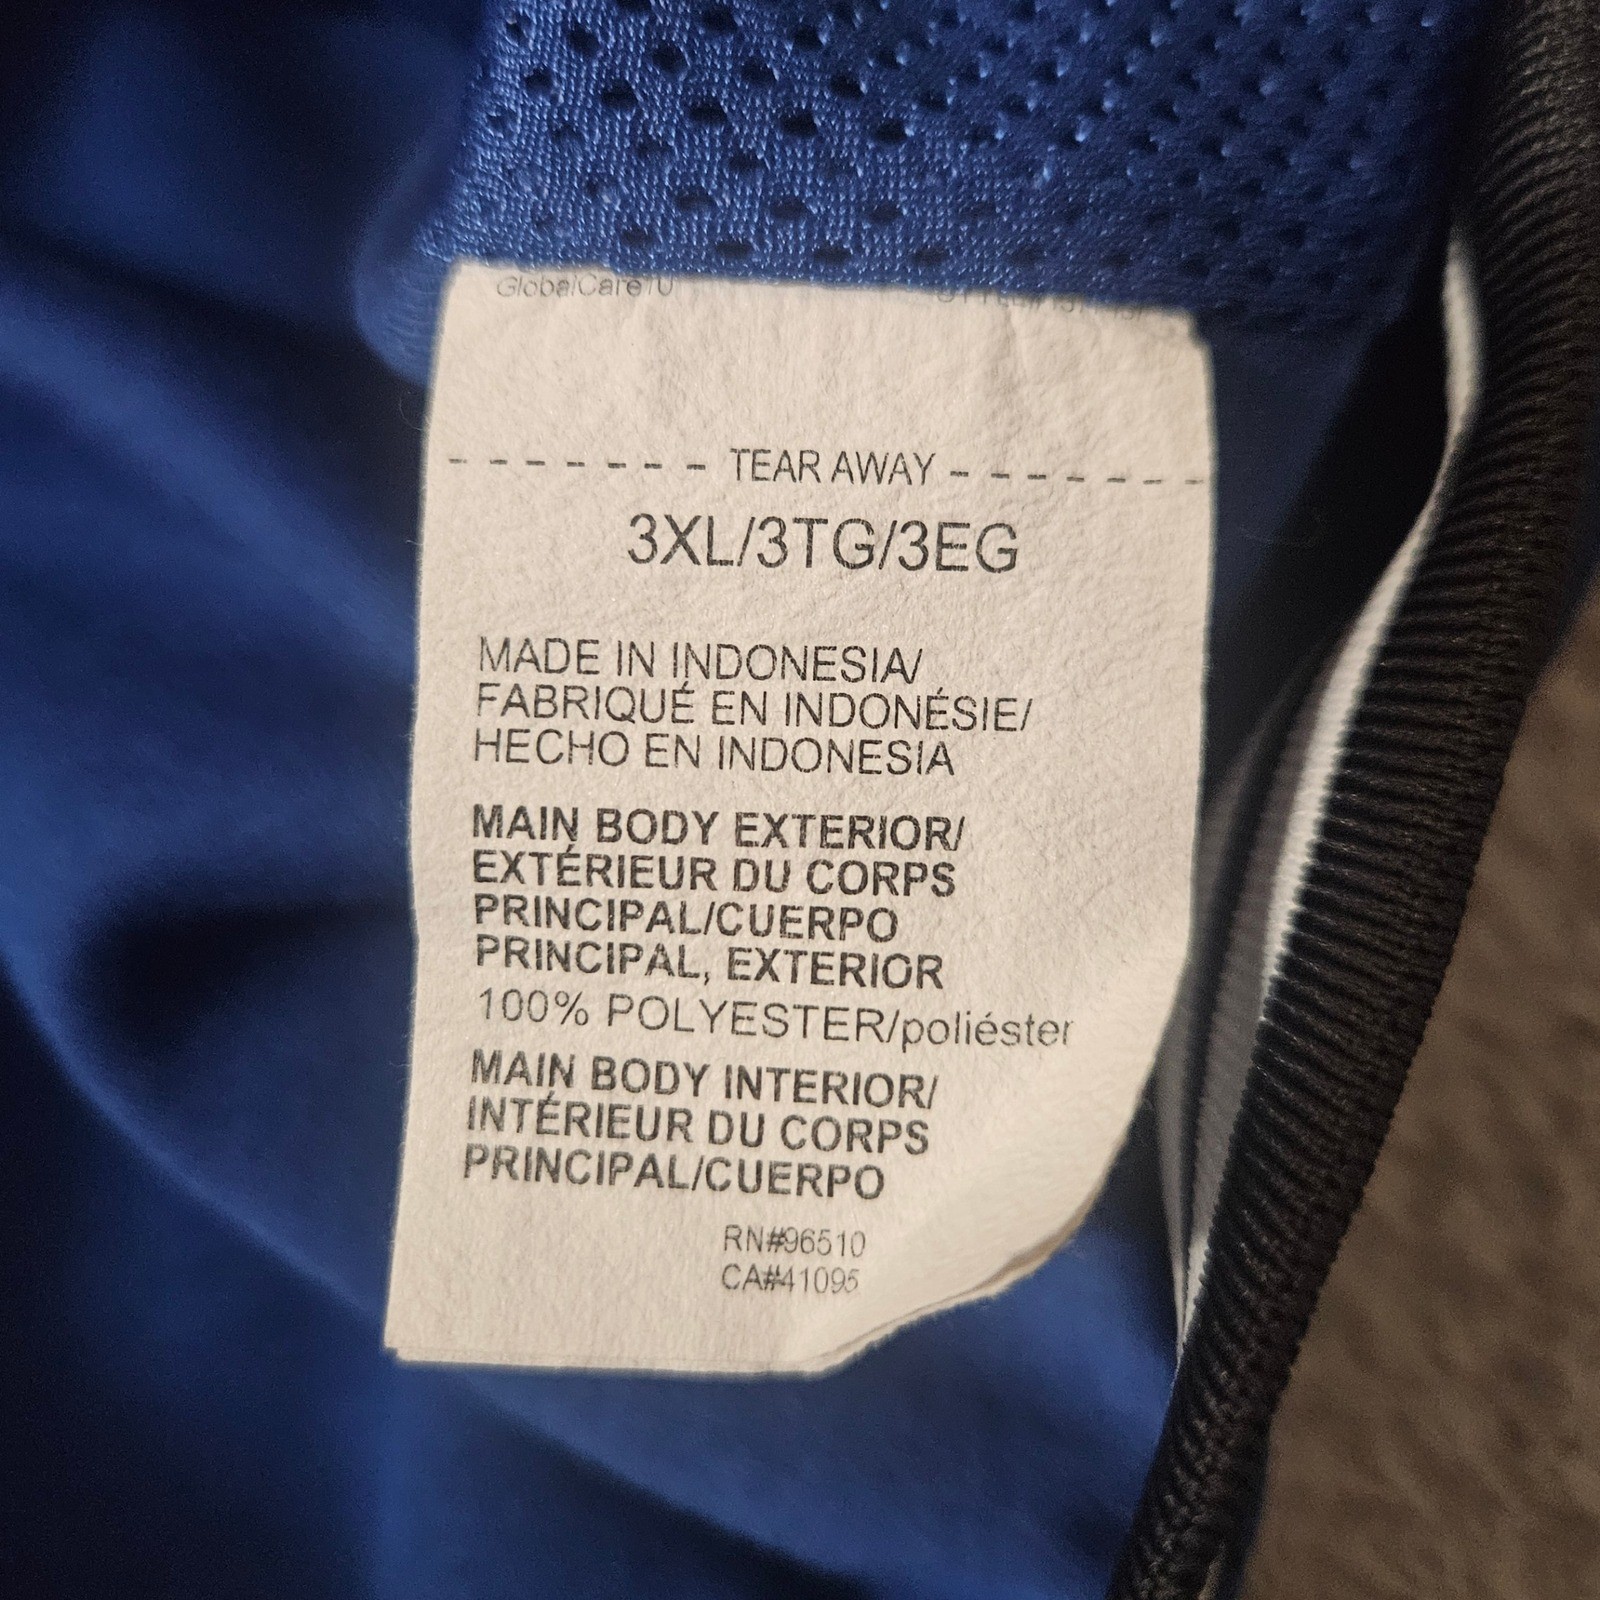 GlobalCare10
- - - - - - - TEAR AWAY - - - - - - -
3XL/3TG/3EG
MADE IN INDONESIA/
FABRIQUÉ EN INDONÉSIE/
HECHO EN INDONESIA
MAIN BODY EXTERIOR/
EXTÉRIEUR DU CORPS
PRINCIPAL/CUERPO
PRINCIPAL, EXTERIOR
100% POLYESTER/poliéster
MAIN BODY INTERIOR/
INTÉRIEUR DU CORPS
PRINCIPAL/CUERPO
RN#96510
CA#41095